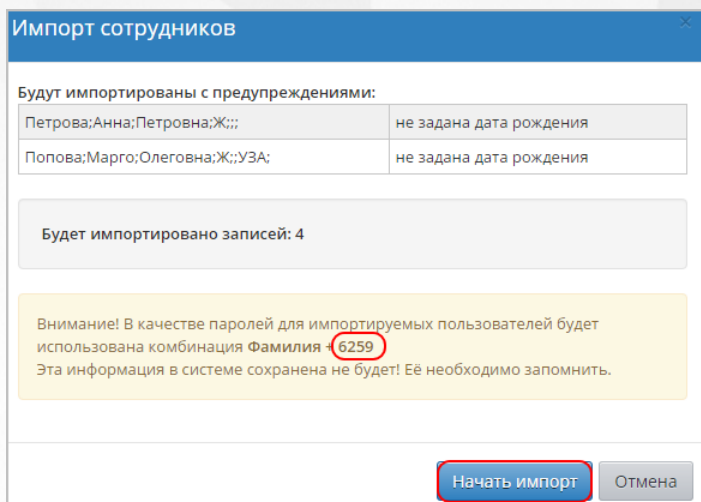 Импорт сотрудников ×
Будут импортированы с предупреждениями:
Петрова;Анна;Петровна;Ж;;; не задана дата рождения
Попова;Марго;Олеговна;Ж;;УЗА; не задана дата рождения
Будет импортировано записей: 4
Внимание! В качестве паролей для импортируемых пользователей будет
использована комбинация Фамилия + 6259
Эта информация в системе сохранена не будет! Её необходимо запомнить.
Начать импорт Отмена